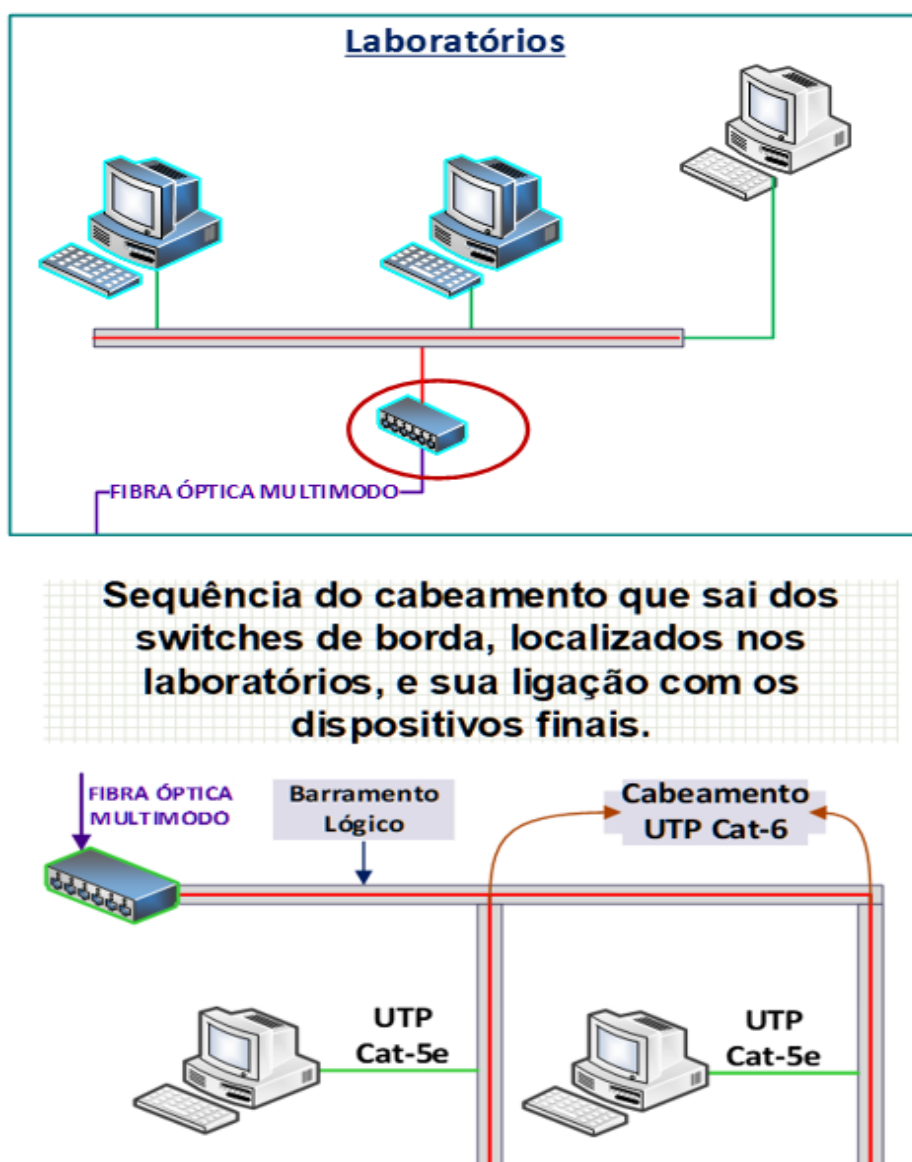 Laboratórios
FIBRA ÓPTICA MULTIMODO
Sequência do cabeamento que sai dos
switches de borda, localizados nos
laboratórios, e sua ligação com os
dispositivos finais.
FIBRA ÓPTICA
MULTIMODO
Barramento
Lógico
Cabeamento
UTP Cat-6
UTP
Cat-5e
UTP
Cat-5e